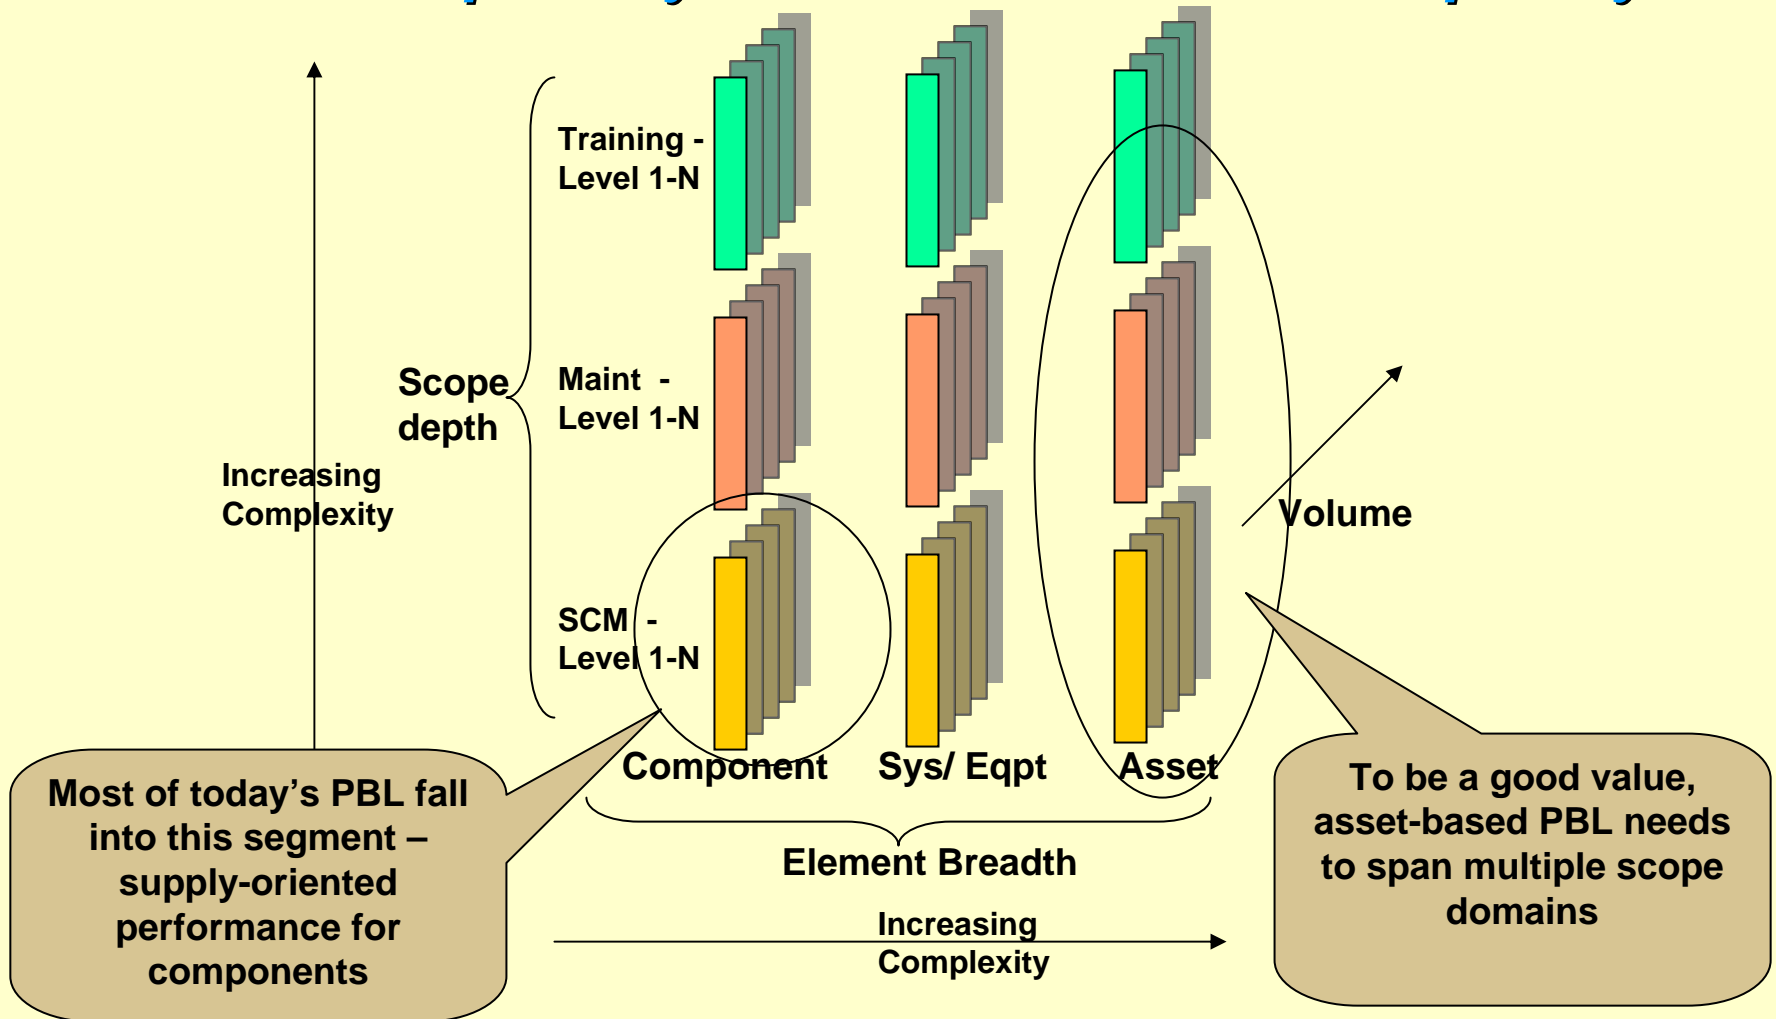 Training -
Level 1-N
Scope
depth
Maint -
Level 1-N
Increasing
Complexity
Volume
SCM -
Level 1-N
Component
Sys/ Eqpt
Asset
Most of today’s PBL fall
into this segment –
supply-oriented
performance for
components
To be a good value,
asset-based PBL needs
to span multiple scope
domains
Element Breadth
Increasing
Complexity